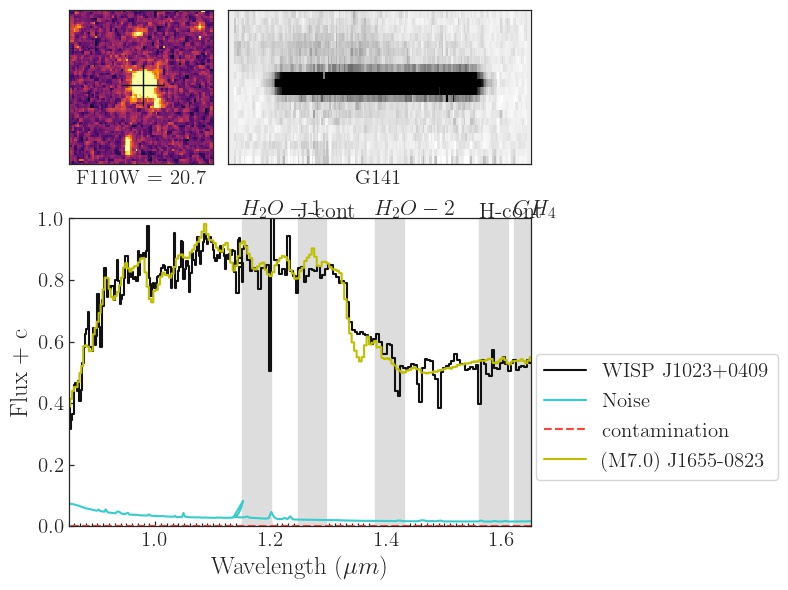 F110W = 20.7
G141
H₂O − 1
J-cont
H₂O − 2
H-cont
CH₄
1.0
0.8
0.6
0.4
0.2
0.0
Flux + c
1.0
1.2
1.4
1.6
Wavelength (μm)
WISP J1023+0409
Noise
contamination
(M7.0) J1655-0823